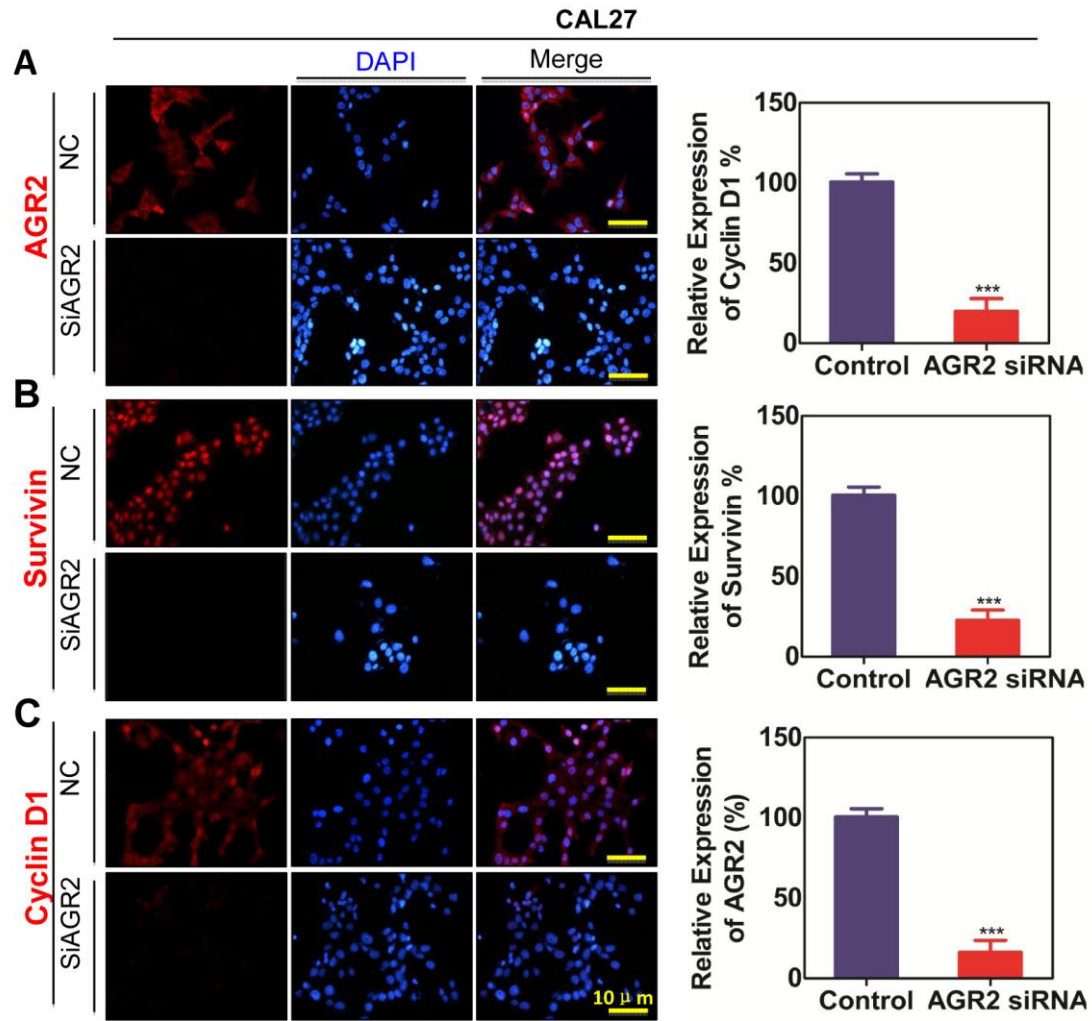 CAL27
A
DAPI
Merge
AGR2
NC
SiAGR2
Relative Expression
of Cyclin D1 %
150
100
50
0
***
Control
AGR2 siRNA
B
Survivin
NC
SiAGR2
Relative Expression
of Survivin %
150
100
50
0
***
Control
AGR2 siRNA
C
Cyclin D1
NC
SiAGR2
10 μm
Relative Expression
of AGR2 (%)
150
100
50
0
***
Control
AGR2 siRNA